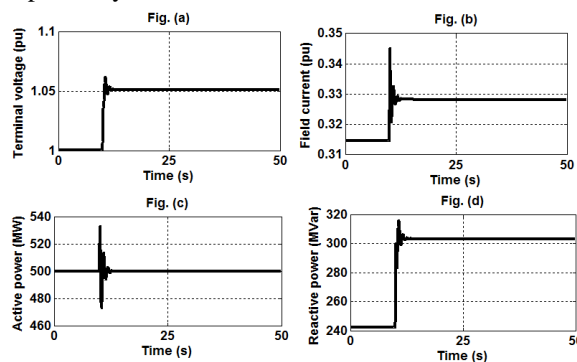 Fig. (a)
Terminal voltage (pu)
1.1
1.05
1
0
25
50
Time (s)
Fig. (b)
Field current (pu)
0.35
0.34
0.33
0.32
0.31
0
25
50
Time (s)
Fig. (c)
Active power (MW)
540
520
500
480
460
0
25
50
Time (s)
Fig. (d)
Reactive power (MVar)
320
300
280
260
240
0
25
50
Time (s)